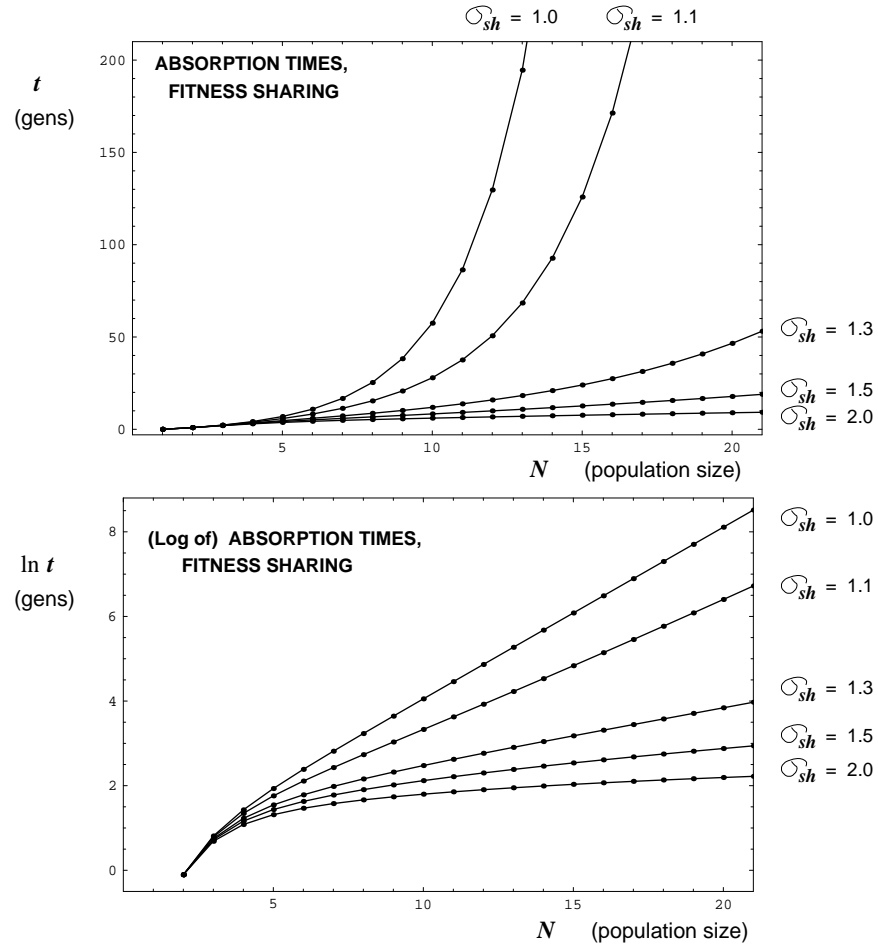 σsh = 1.0 σsh = 1.1
200
150
100
50
0
ABSORPTION TIMES,
FITNESS SHARING
t
(gens)
σsh = 1.3
σsh = 1.5
σsh = 2.0
5 10 15 20
N (population size)
8
6
4
2
0
(Log of) ABSORPTION TIMES,
FITNESS SHARING
ln t
(gens)
σsh = 1.0
σsh = 1.1
σsh = 1.3
σsh = 1.5
σsh = 2.0
5 10 15 20
N (population size)